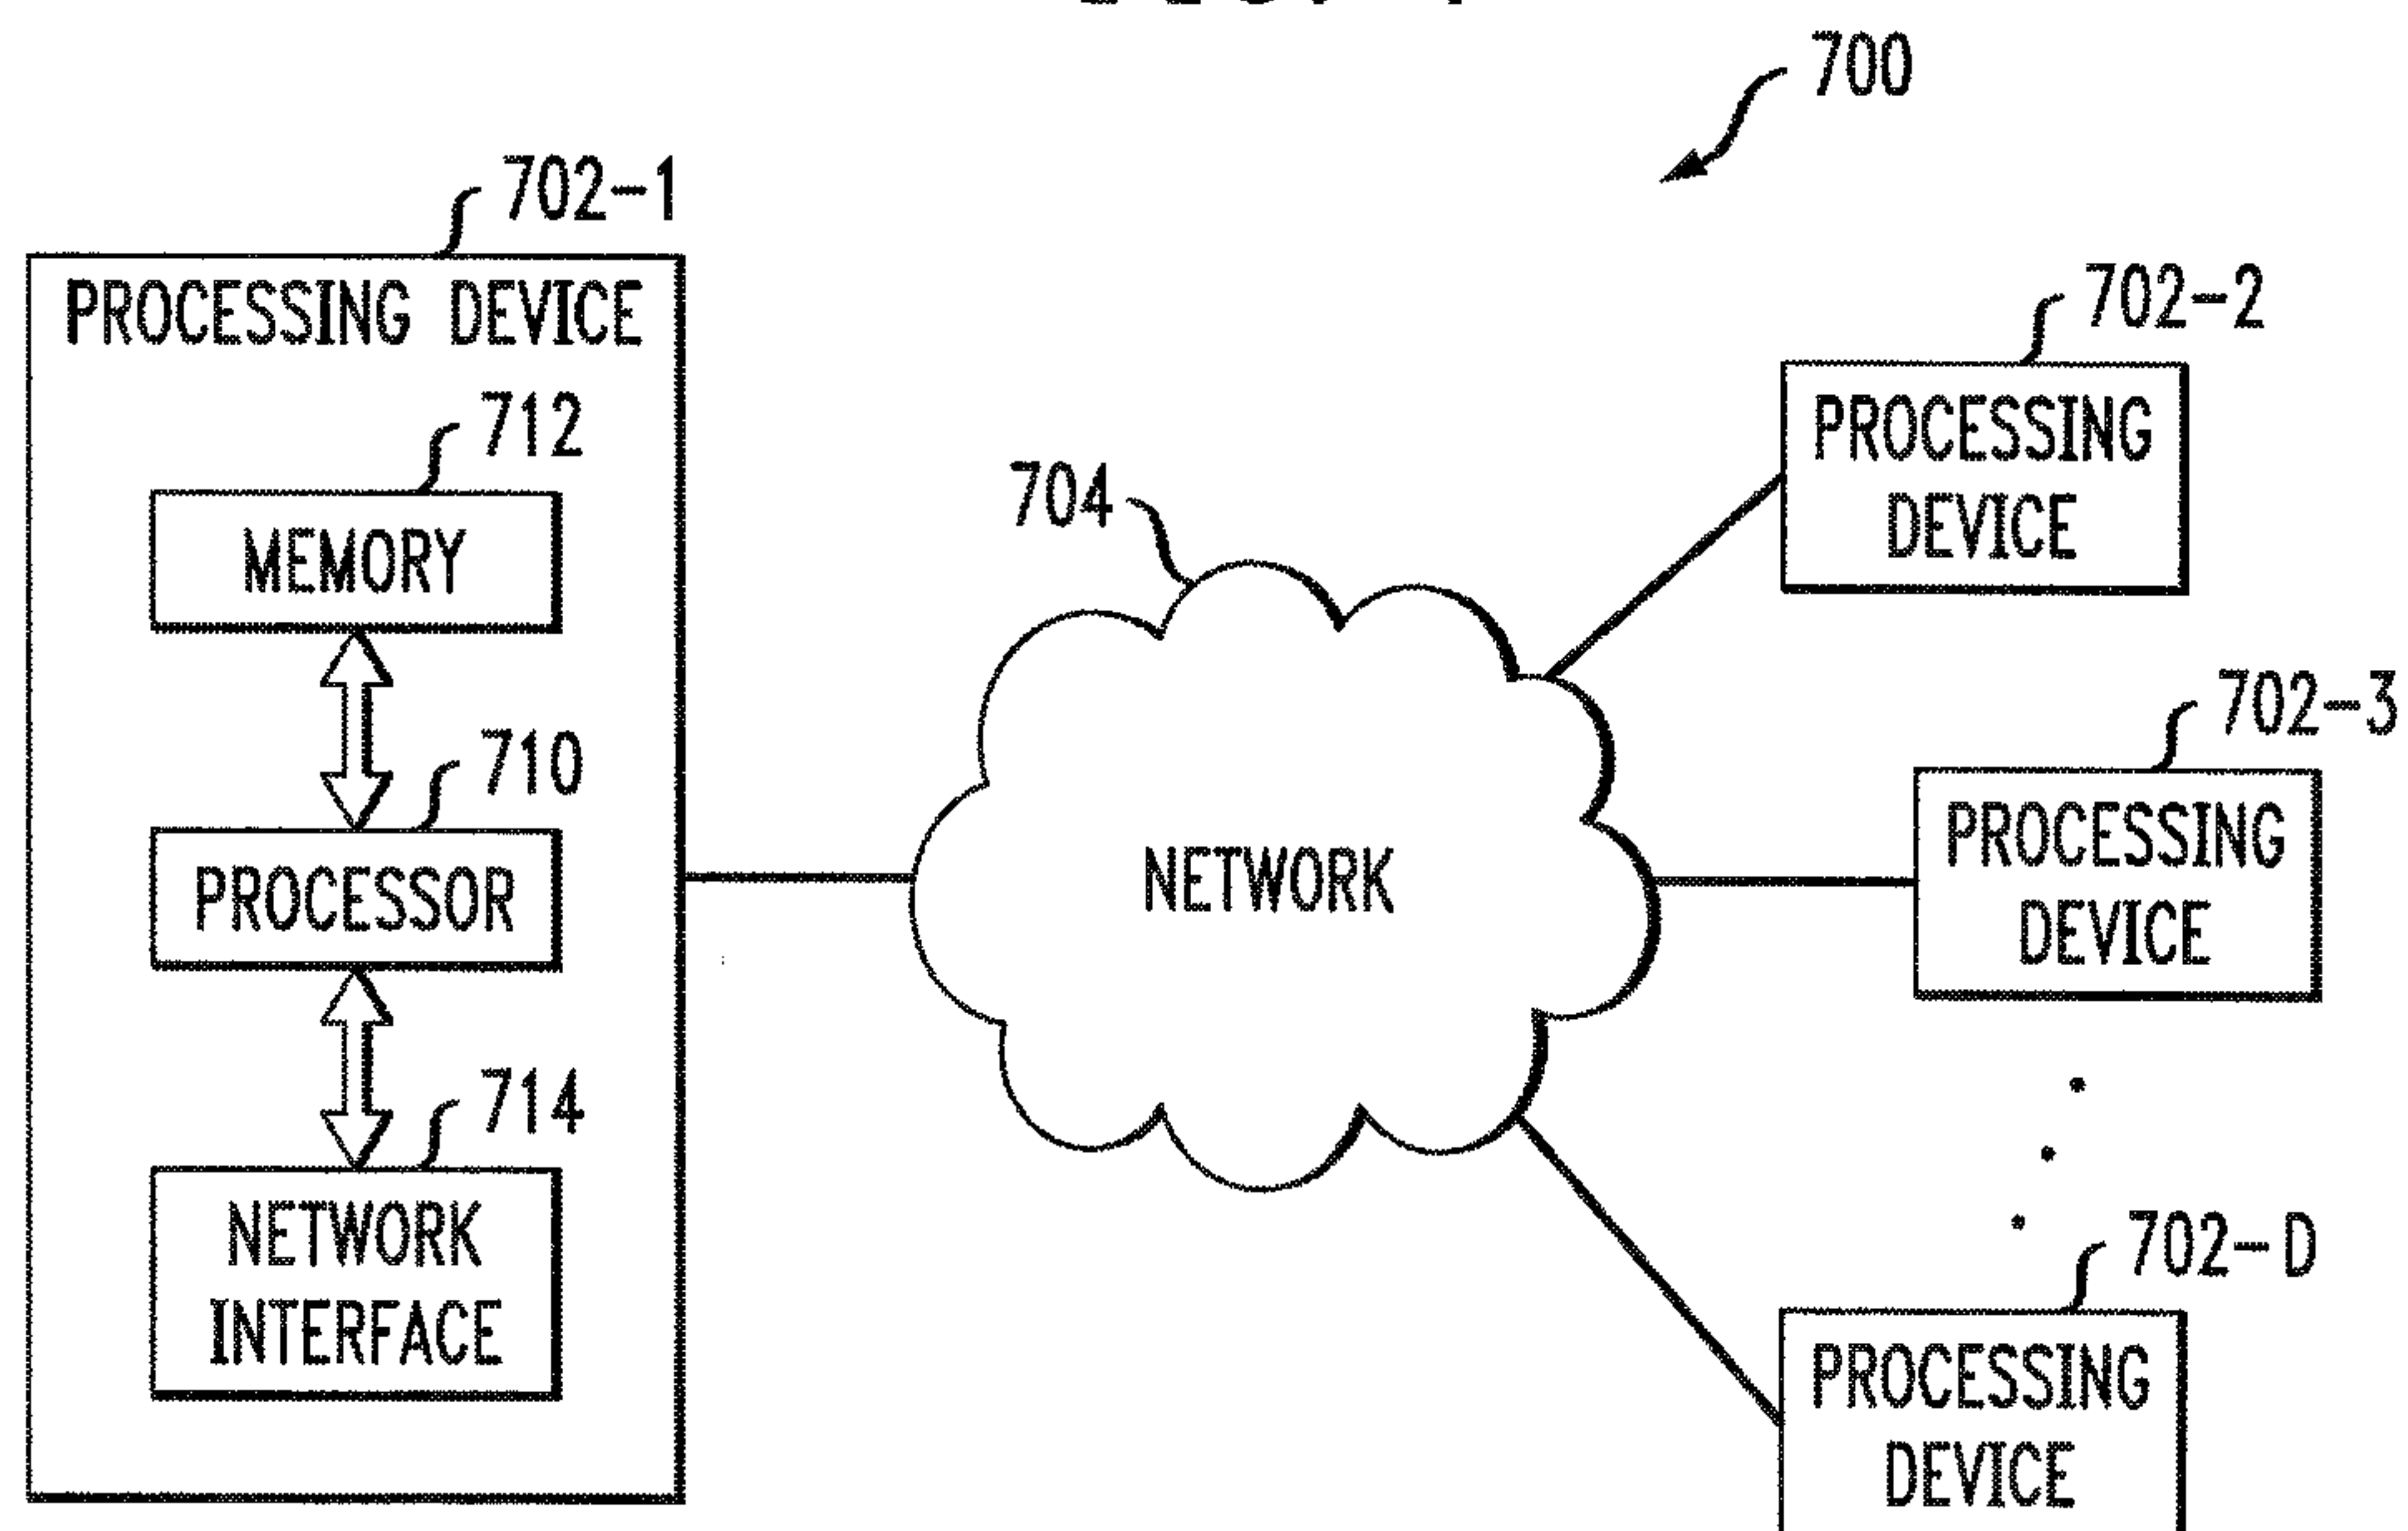 700
702-1
PROCESSING DEVICE
712
MEMORY
710
PROCESSOR
714
NETWORK
INTERFACE
704
NETWORK
702-2
PROCESSING
DEVICE
702-3
PROCESSING
DEVICE
702-D
PROCESSING
DEVICE